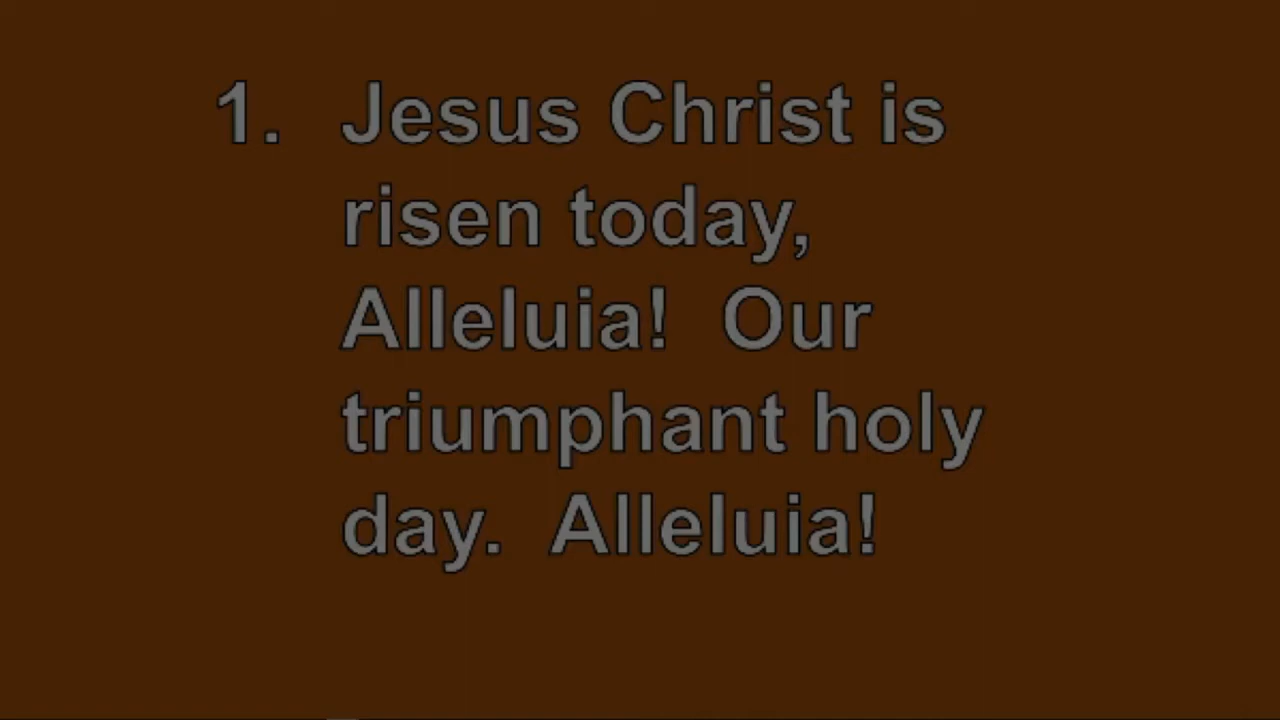 1. Jesus Christ is
risen today,
Alleluia! Our
triumphant holy
day. Alleluia!